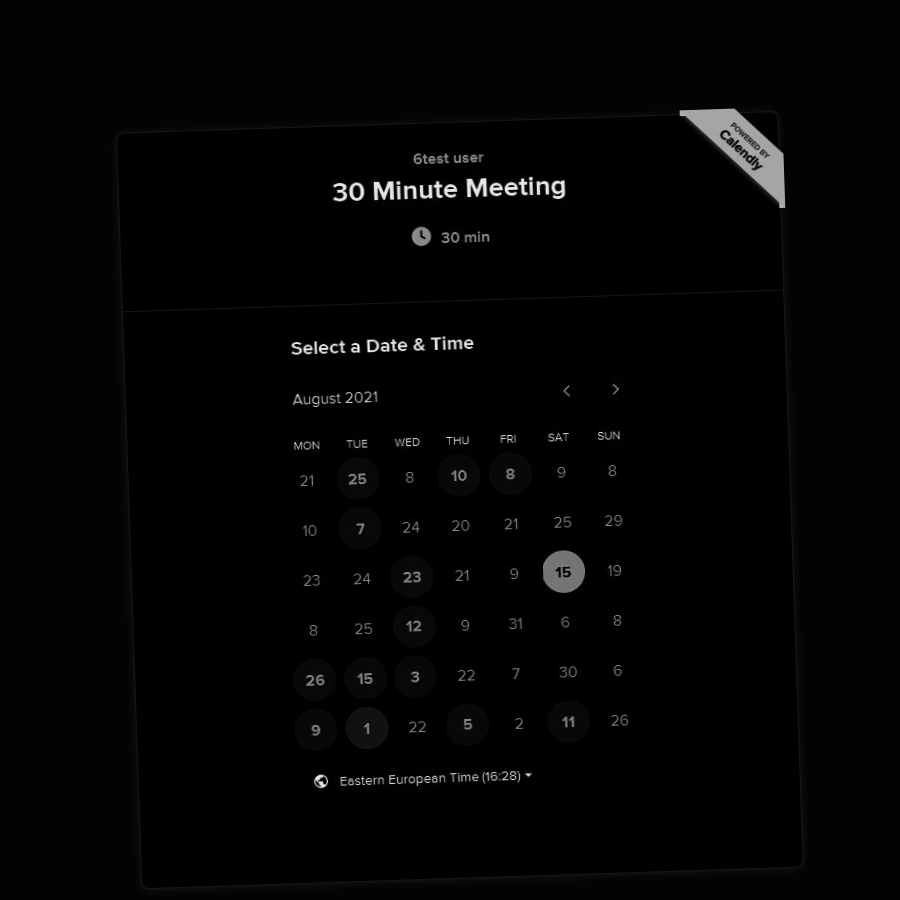 POWERED BY
Calendly
6test user
30 Minute Meeting
30 min
Select a Date & Time
August 2021
MON TUE WED THU FRI SAT SUN
21 25 8 10 8 9 8
10 7 24 20 21 25 29
23 24 23 21 9 15 19
8 25 12 9 31 6 8
26 15 3 22 7 30 6
9 1 22 5 2 11 26
Eastern European Time (16:28)